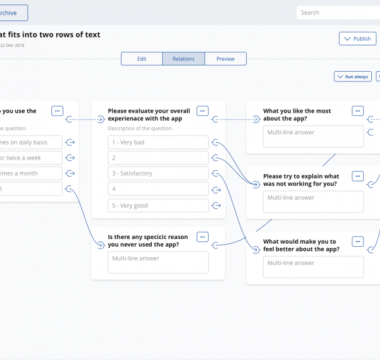 rchive
Search
at fits into two rows of text
22 Dec 2018
Publish
Edit
Relations
Preview
Run always
you use the
e question.
mes on daily basis
or twice a week
times a month
Please evaluate your overall
experieance with the app
Description of the question.
1 - Very bad
2
3 - Satisfactory
4
5 - Very good
Is there any specicic reason
you never used the app?
Multi-line answer
What you like the most
about the app?
Multi-line answer
Please try to explain what
was not working for you?
Multi-line answer
What would make you to
feel better about the app?
Multi-line answer